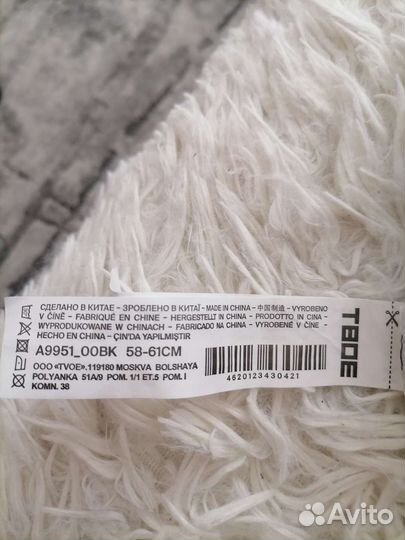 СДЕЛАНО В КИТАЕ - ЗРОБЛЕНО В КИТАЇ - MADE IN CHINA - 中国制造 - VYROBENO
V ČÍNĚ - FABRIQUÉ EN CHINE - HERGESTELLT IN CHINA - PRODOTTO IN CINA -
WYPRODUKOWANE W CHINACH - FABRICADO NA CHINA - VYROBENÉ V ČÍNE -
HECHO EN CHINA - ÇIN'DA YAPILMIŞTIR
A9951_00BK 58-61CM
ООО «TVOE».119180 MOSKVA BOLSHAYA
POLYANKA 51A/9 POM. 1/1 ET.5 POM. I
KOMN. 38
4620123430421
ТВОЕ
Avito